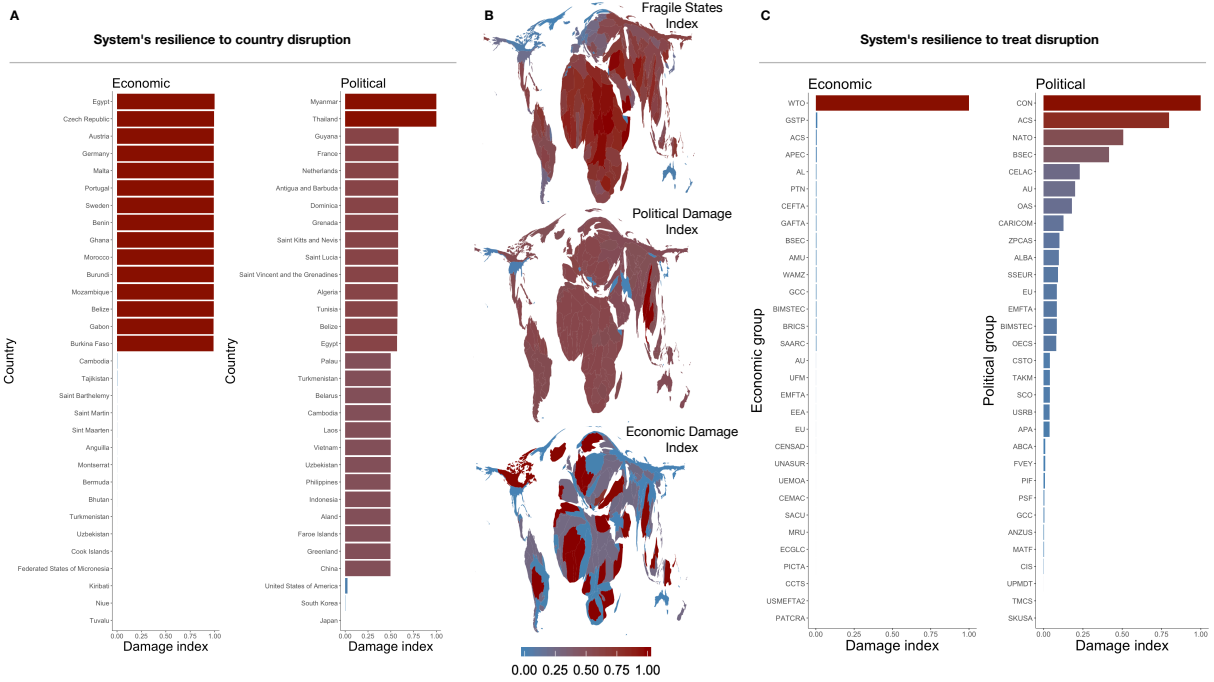 A
System's resilience to country disruption
Economic
Country
Egypt
Czech Republic
Austria
Germany
Malta
Portugal
Sweden
Benin
Ghana
Morocco
Burundi
Mozambique
Belize
Gabon
Burkina Faso
Cambodia
Tajikistan
Saint Barthelemy
Saint Martin
Sint Maarten
Anguilla
Montserrat
Bermuda
Bhutan
Turkmenistan
Uzbekistan
Cook Islands
Federated States of Micronesia
Kiribati
Niue
Tuvalu
0.00 0.25 0.50 0.75 1.00
Damage index
Political
Country
Myanmar
Thailand
Guyana
France
Netherlands
Antigua and Barbuda
Dominica
Grenada
Saint Kitts and Nevis
Saint Lucia
Saint Vincent and the Grenadines
Algeria
Tunisia
Belize
Egypt
Palau
Turkmenistan
Belarus
Cambodia
Laos
Vietnam
Uzbekistan
Philippines
Indonesia
Aland
Faroe Islands
Greenland
China
United States of America
South Korea
Japan
0.00 0.25 0.50 0.75 1.00
Damage index
B
Fragile States
Index
Political Damage
Index
Economic Damage
Index
0.00 0.25 0.50 0.75 1.00
C
System's resilience to treat disruption
Economic
Economic group
WTO
GSTP
ACS
APEC
AL
PTN
CEFTA
GAFTA
BSEC
AMU
WAMZ
GCC
BIMSTEC
BRICS
SAARC
AU
UFM
EMFTA
EEA
EU
CENSAD
UNASUR
UEMOA
CEMAC
SACU
MRU
ECGLC
PICTA
CCTS
USMEFTA2
PATCRA
0.00 0.25 0.50 0.75 1.00
Damage index
Political
Political group
CON
ACS
NATO
BSEC
CELAC
AU
OAS
CARICOM
ZPCAS
ALBA
SSEUR
EU
EMFTA
BIMSTEC
OECS
CSTO
TAKM
SCO
USRB
APA
ABCA
FVEY
PIF
PSF
GCC
ANZUS
MATF
CIS
UPMDT
TMCS
SKUSA
0.00 0.25 0.50 0.75 1.00
Damage index